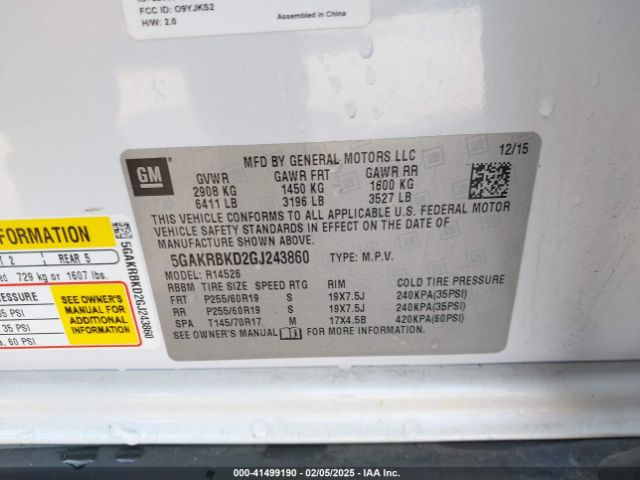 FCC ID: O9YJKS2
H/W: 2.0
Assembled in China
GM
MFD BY GENERAL MOTORS LLC
12/15
GVWR GAWR FRT GAWR RR
2908 KG 1450 KG 1600 KG
6411 LB 3196 LB 3527 LB
THIS VEHICLE CONFORMS TO ALL APPLICABLE U.S. FEDERAL MOTOR
VEHICLE SAFETY STANDARDS IN EFFECT ON THE DATE OF
MANUFACTURE SHOWN ABOVE.
5GAKRBKD2GJ243860 TYPE: M.P.V.
MODEL: R14526
RBBM TIRE SIZE SPEED RTG RIM COLD TIRE PRESSURE
FRT P255/60R19 S 19X7.5J 240KPA(35PSI)
RR P255/60R19 S 19X7.5J 240KPA(35PSI)
SPA T145/70R17 M 17X4.5B 420KPA(60PSI)
SEE OWNER'S MANUAL FOR MORE INFORMATION.
FORMATION
T 2 REAR 5
ed 729 kg or 1607 lbs.
ESSURE
35 PSI
35 PSI
a, 60 PSI
SEE OWNER'S
MANUAL FOR
ADDITIONAL
INFORMATION
5GAKRBKD2GJ243860
000-41499190 - 02/05/2025 - IAA, Inc.